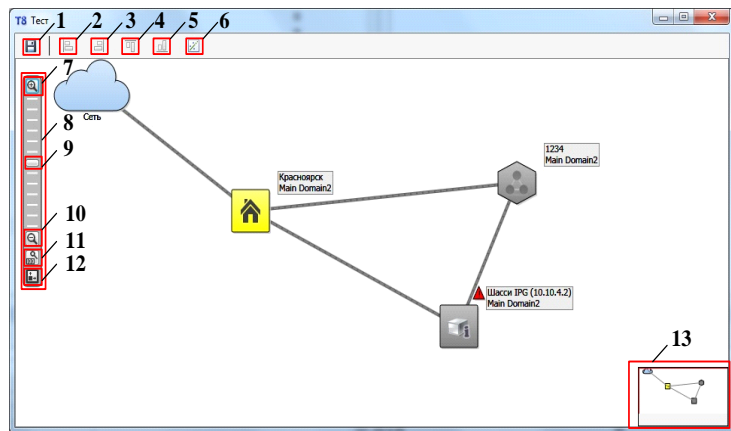 T8 Тест
1 2 3 4 5 6
7
8
9
10
11
12
Сеть
1234
Main Domain2
Красноярск
Main Domain2
Шасси IPG (10.10.4.2)
Main Domain2
13